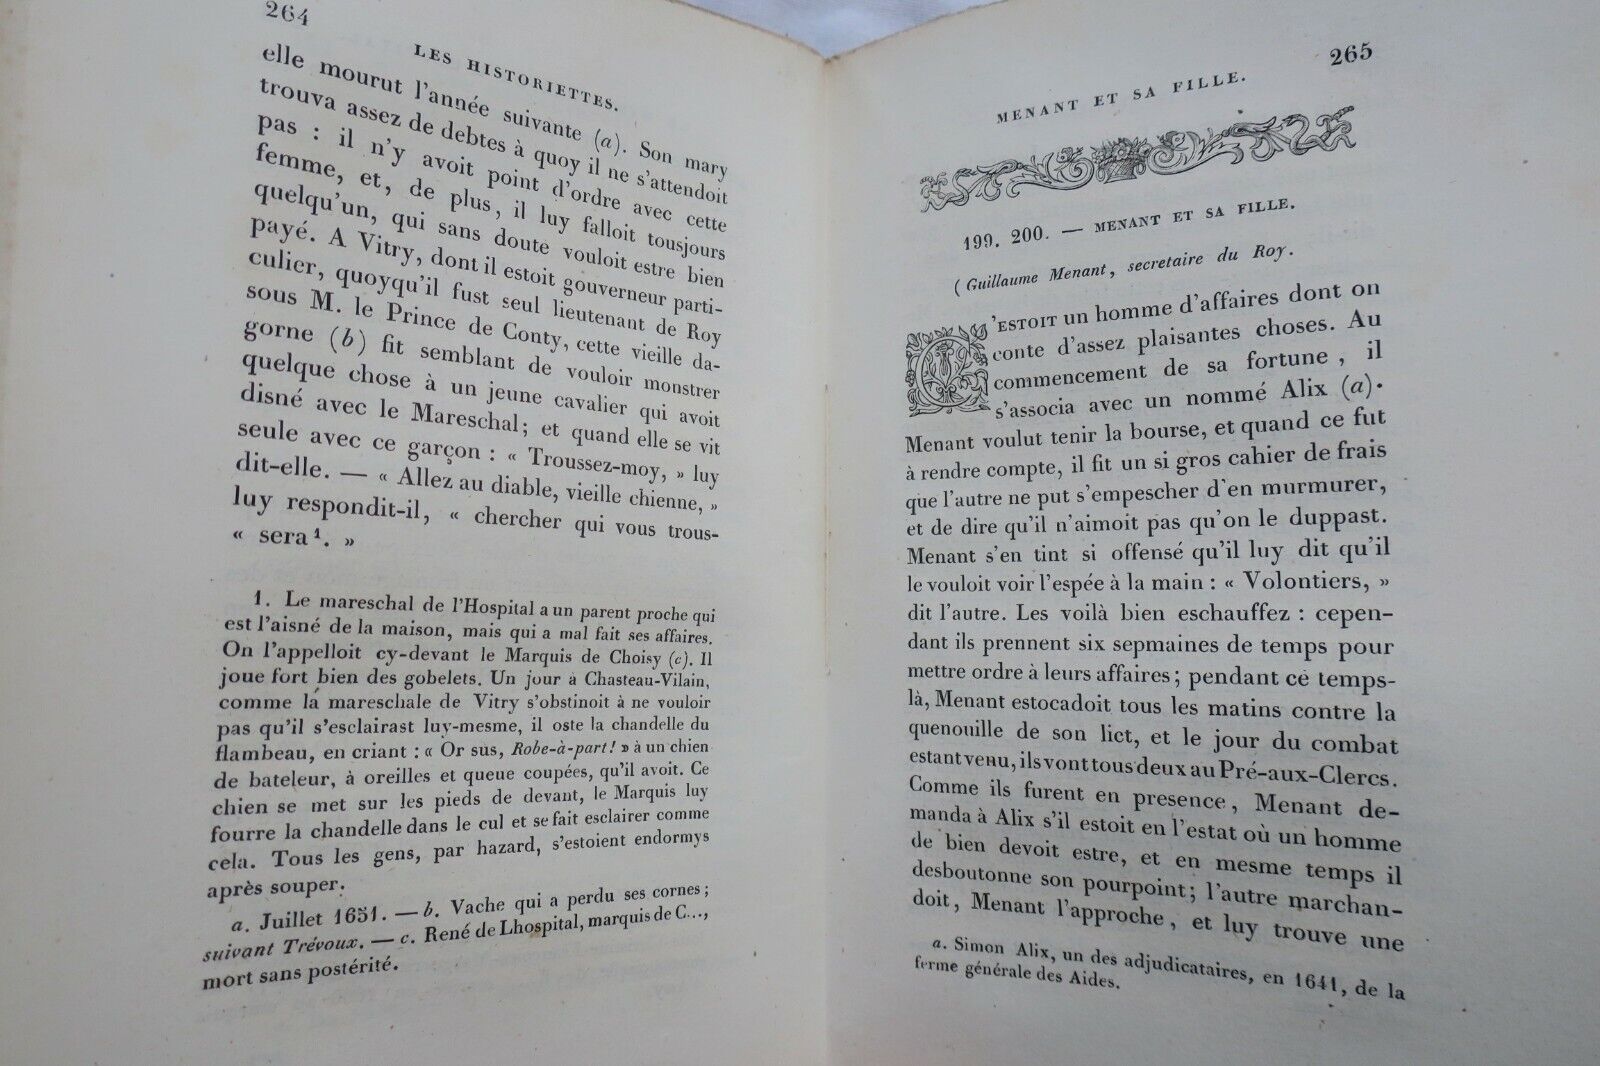 264
LES HISTORIETTES.
elle mourut l'année suivante (a). Son mary
trouva assez de debtes à quoy il ne s'attendoit
pas : il n'y avoit point d'ordre avec cette
femme, et, de plus, il luy falloit tousjours
quelqu'un, qui sans doute vouloit estre bien
payé. A Vitry, dont il estoit gouverneur parti-
culier, quoyqu'il fust seul lieutenant de Roy
sous M. le Prince de Conty, cette vieille da-
gorne (b) fit semblant de vouloir monstrer
quelque chose à un jeune cavalier qui avoit
disné avec le Mareschal; et quand elle se vit
seule avec ce garçon : « Troussez-moy, » luy
dit-elle. — « Allez au diable, vieille chienne, »
luy respondit-il, « chercher qui vous trous-
« sera¹. »
1. Le mareschal de l'Hospital a un parent proche qui
est l'aisné de la maison, mais qui a mal fait ses affaires.
On l'appelloit cy-devant le Marquis de Choisy (c). Il
joue fort bien des gobelets. Un jour à Chasteau-Vilain,
comme la mareschale de Vitry s'obstinoit à ne vouloir
pas qu'il s'esclairast luy-mesme, il oste la chandelle du
flambeau, en criant : « Or sus, Robe-à-part! » à un chien
de bateleur, à oreilles et queue coupées, qu'il avoit. Ce
chien se met sur les pieds de devant, le Marquis luy
fourre la chandelle dans le cul et se fait esclairer comme
cela. Tous les gens, par hazard, s'estoient endormys
après souper.
a. Juillet 1651. — b. Vache qui a perdu ses cornes;
suivant Trévoux. — c. René de Lhospital, marquis de C...,
mort sans postérité.
MENANT ET SA FILLE.
265
199. 200. — MENANT ET SA FILLE.
(Guillaume Menant, secretaire du Roy.
C'ESTOIT un homme d'affaires dont on
conte d'assez plaisantes choses. Au
commencement de sa fortune, il
s'associa avec un nommé Alix (a).
Menant voulut tenir la bourse, et quand ce fut
à rendre compte, il fit un si gros cahier de frais
que l'autre ne put s'empescher d'en murmurer,
et de dire qu'il n'aimoit pas qu'on le duppast.
Menant s'en tint si offensé qu'il luy dit qu'il
le vouloit voir l'espée à la main : « Volontiers, »
dit l'autre. Les voilà bien eschauffez : cepen-
dant ils prennent six sepmaines de temps pour
mettre ordre à leurs affaires; pendant ce temps-
là, Menant estocadoit tous les matins contre la
quenouille de son lict, et le jour du combat
estant venu, ils vont tous deux au Pré-aux-Clercs.
Comme ils furent en presence, Menant de-
manda à Alix s'il estoit en l'estat où un homme
de bien devoit estre, et en mesme temps il
desboutonne son pourpoint; l'autre marchan-
doit, Menant l'approche, et luy trouve une
a. Simon Alix, un des adjudicataires, en 1641, de la
ferme générale des Aides.